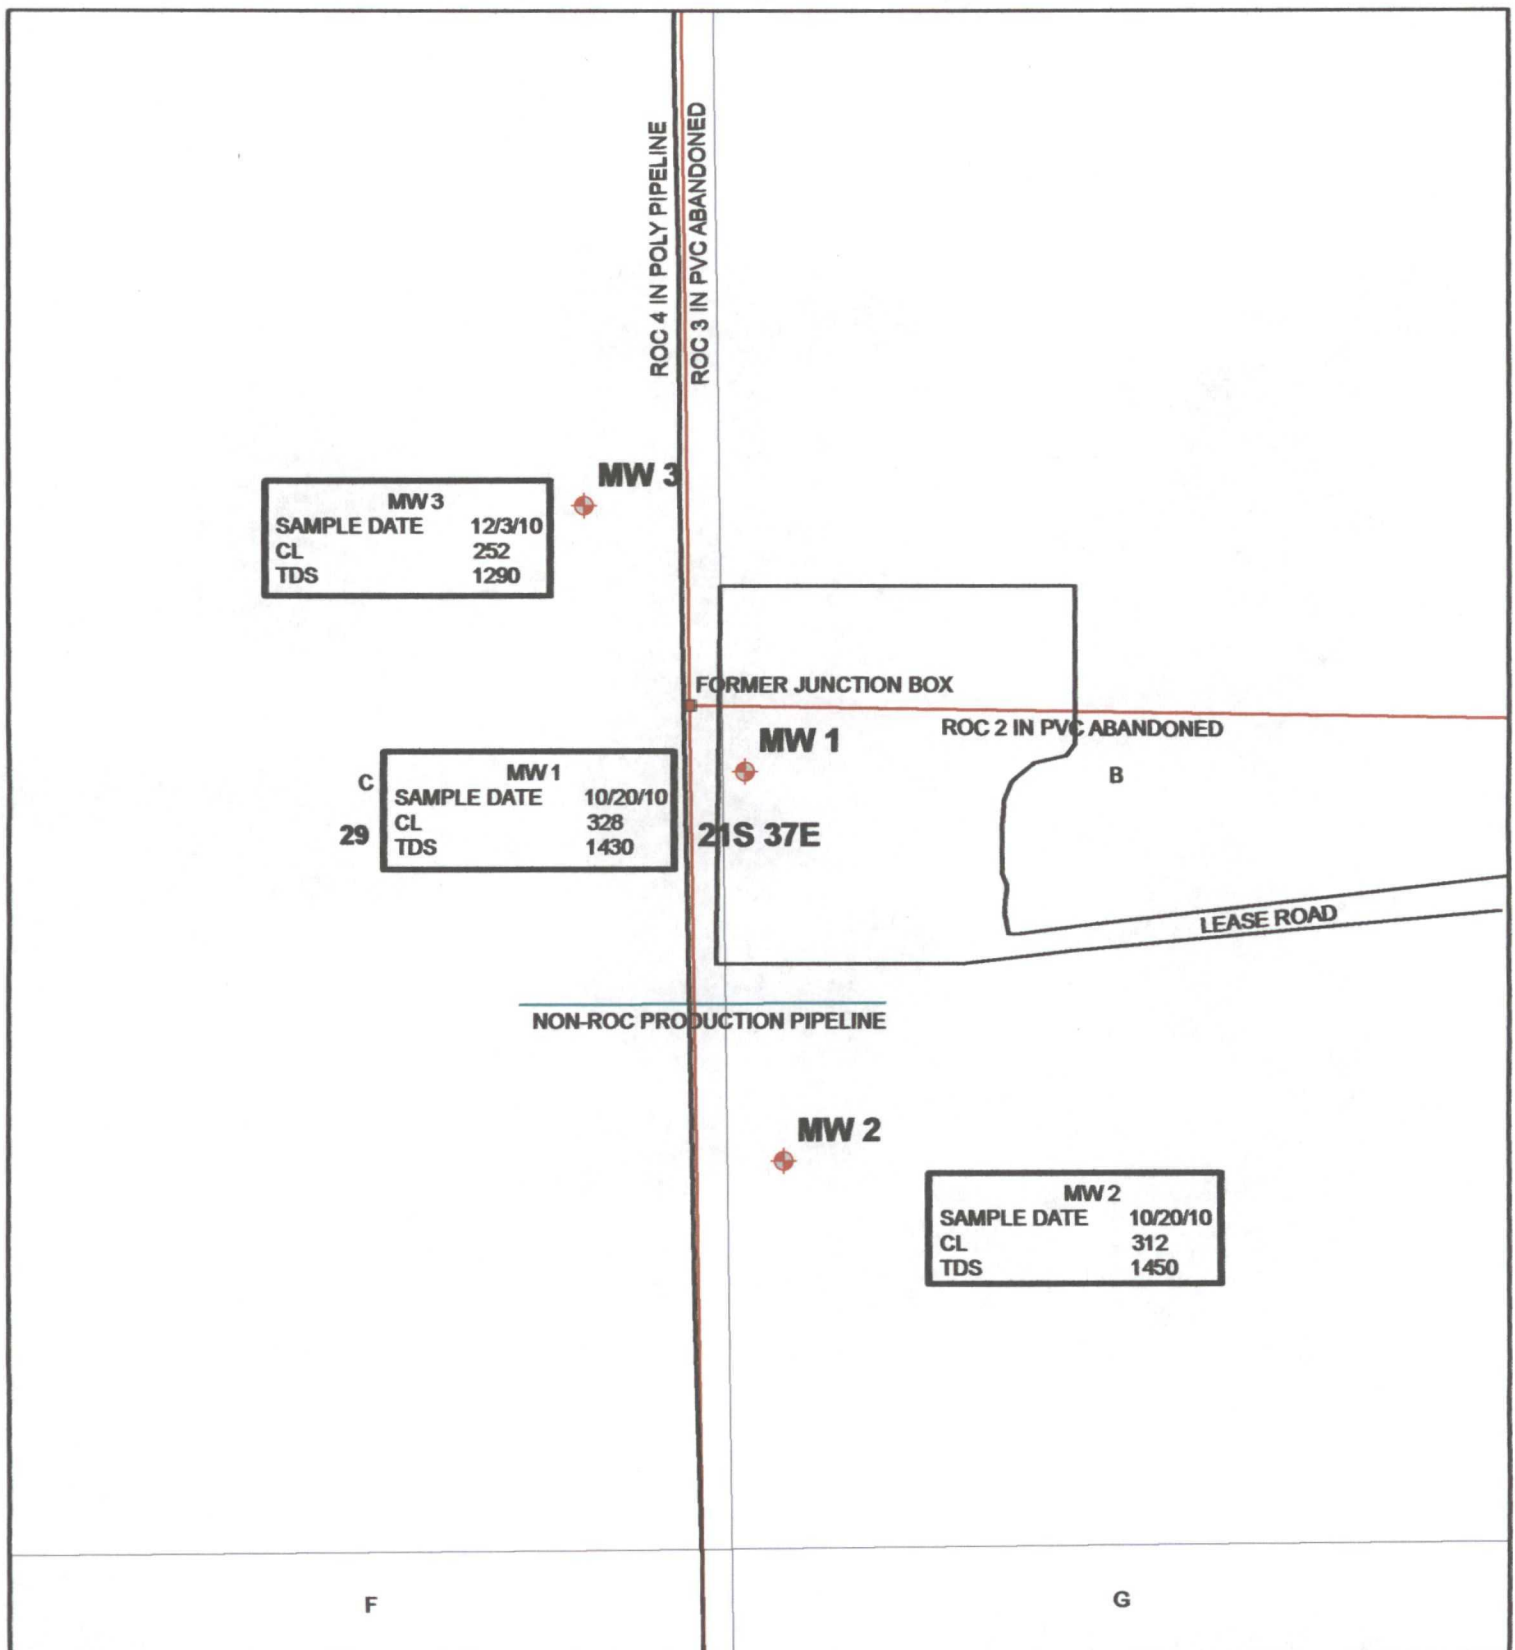 ROC 4 IN POLY PIPELINE
ROC 3 IN PVC ABANDONED
MW 3
MW 3
SAMPLE DATE 12/3/10
CL 252
TDS 1290
FORMER JUNCTION BOX
ROC 2 IN PVC ABANDONED
MW 1
B
C
MW 1
SAMPLE DATE 10/20/10
CL 328
TDS 1430
29
21S 37E
LEASE ROAD
NON-ROC PRODUCTION PIPELINE
MW 2
MW 2
SAMPLE DATE 10/20/10
CL 312
TDS 1450
F
G